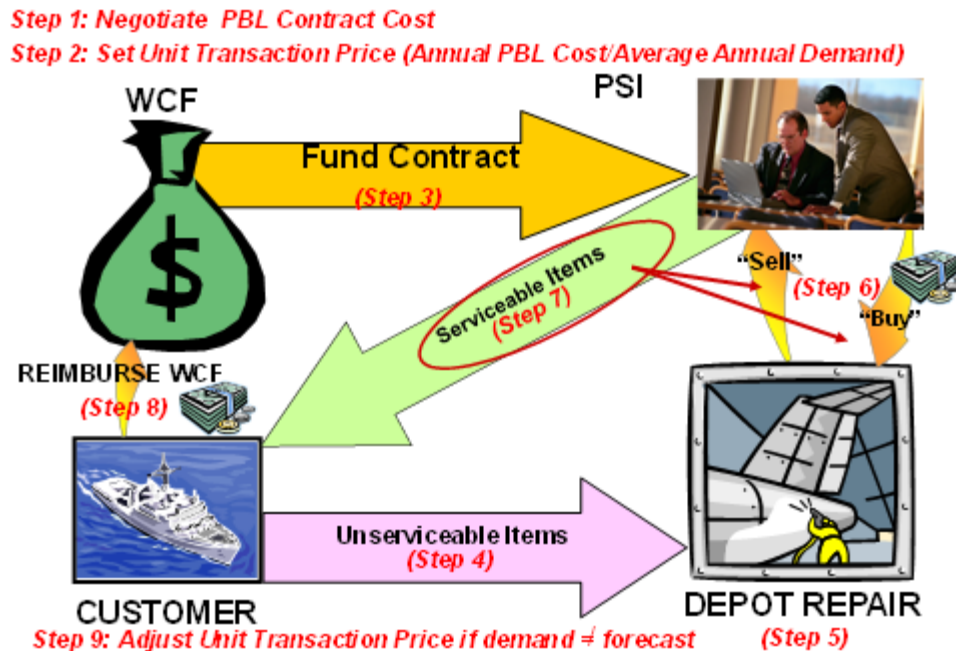 Step 1: Negotiate PBL Contract Cost
Step 2: Set Unit Transaction Price (Annual PBL Cost/Average Annual Demand)
WCF
PSI
Fund Contract
(Step 3)
$
Serviceable Items
(Step 7)
"Sell"
(Step 6)
"Buy"
REIMBURSE WCF
(Step 8)
Unserviceable Items
(Step 4)
CUSTOMER
DEPOT REPAIR
(Step 5)
Step 9: Adjust Unit Transaction Price if demand ≠ forecast